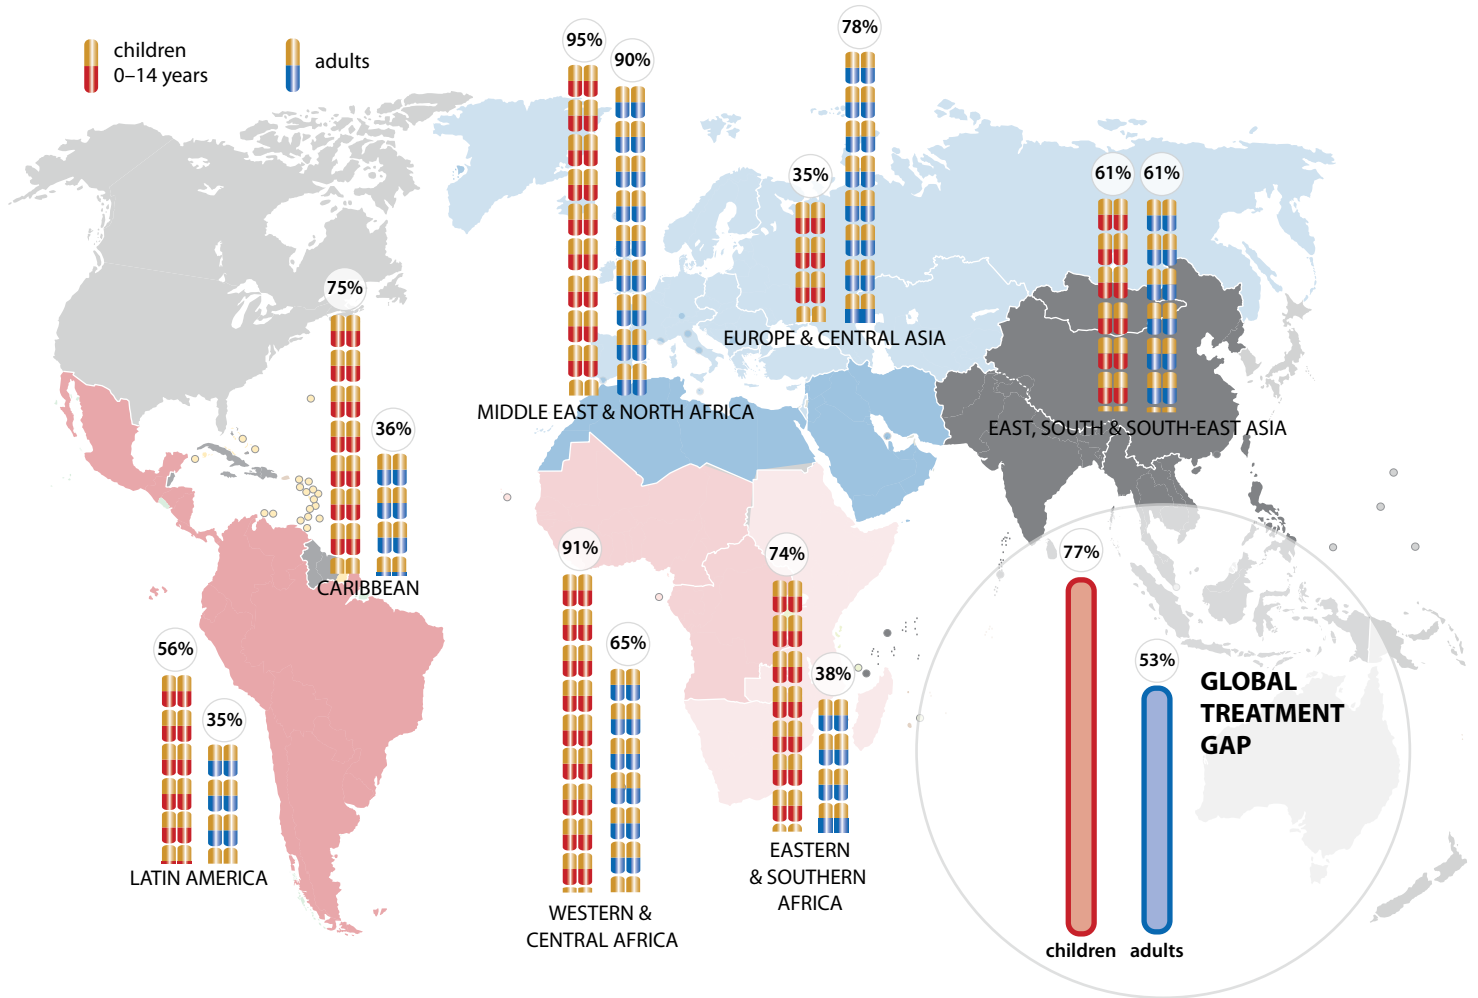 children
0–14 years
adults
95%
90%
MIDDLE EAST & NORTH AFRICA
35%
78%
EUROPE & CENTRAL ASIA
61%
61%
EAST, SOUTH & SOUTH-EAST ASIA
75%
36%
CARIBBEAN
56%
35%
LATIN AMERICA
91%
65%
WESTERN &
CENTRAL AFRICA
74%
38%
EASTERN
& SOUTHERN
AFRICA
77%
53%
GLOBAL
TREATMENT
GAP
children
adults